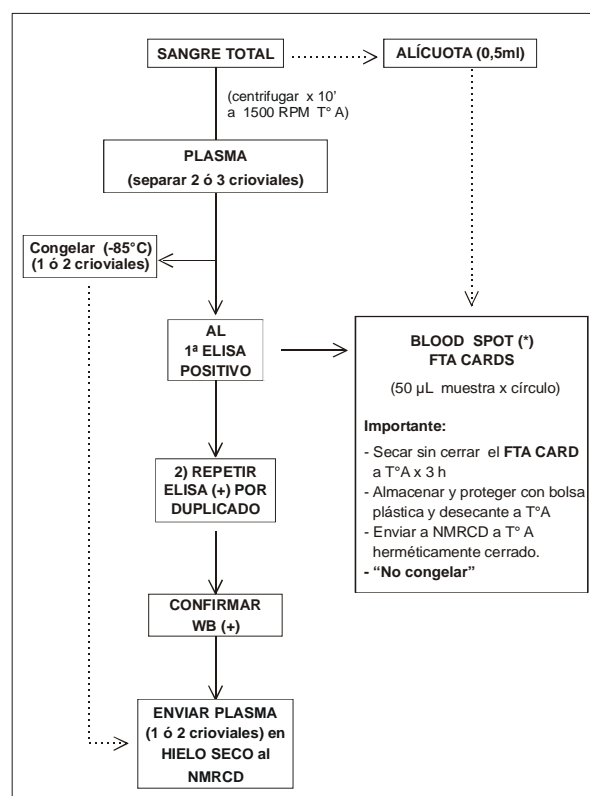 SANGRE TOTAL
ALÍCUOTA (0,5ml)
(centrifugar x 10’
a 1500 RPM T° A)
PLASMA
(separar 2 ó 3 crioviales)
Congelar (-85°C)
(1 ó 2 crioviales)
AL
1ª ELISA
POSITIVO
BLOOD SPOT (*)
FTA CARDS
(50 µL muestra x círculo)
Importante:
- Secar sin cerrar el FTA CARD
a T°A x 3 h
- Almacenar y proteger con bolsa
plástica y desecante a T°A
- Enviar a NMRCD a T° A
herméticamente cerrado.
- “No congelar”
2) REPETIR
ELISA (+) POR
DUPLICADO
CONFIRMAR
WB (+)
ENVIAR PLASMA
(1 ó 2 crioviales) en
HIELO SECO al
NMRCD